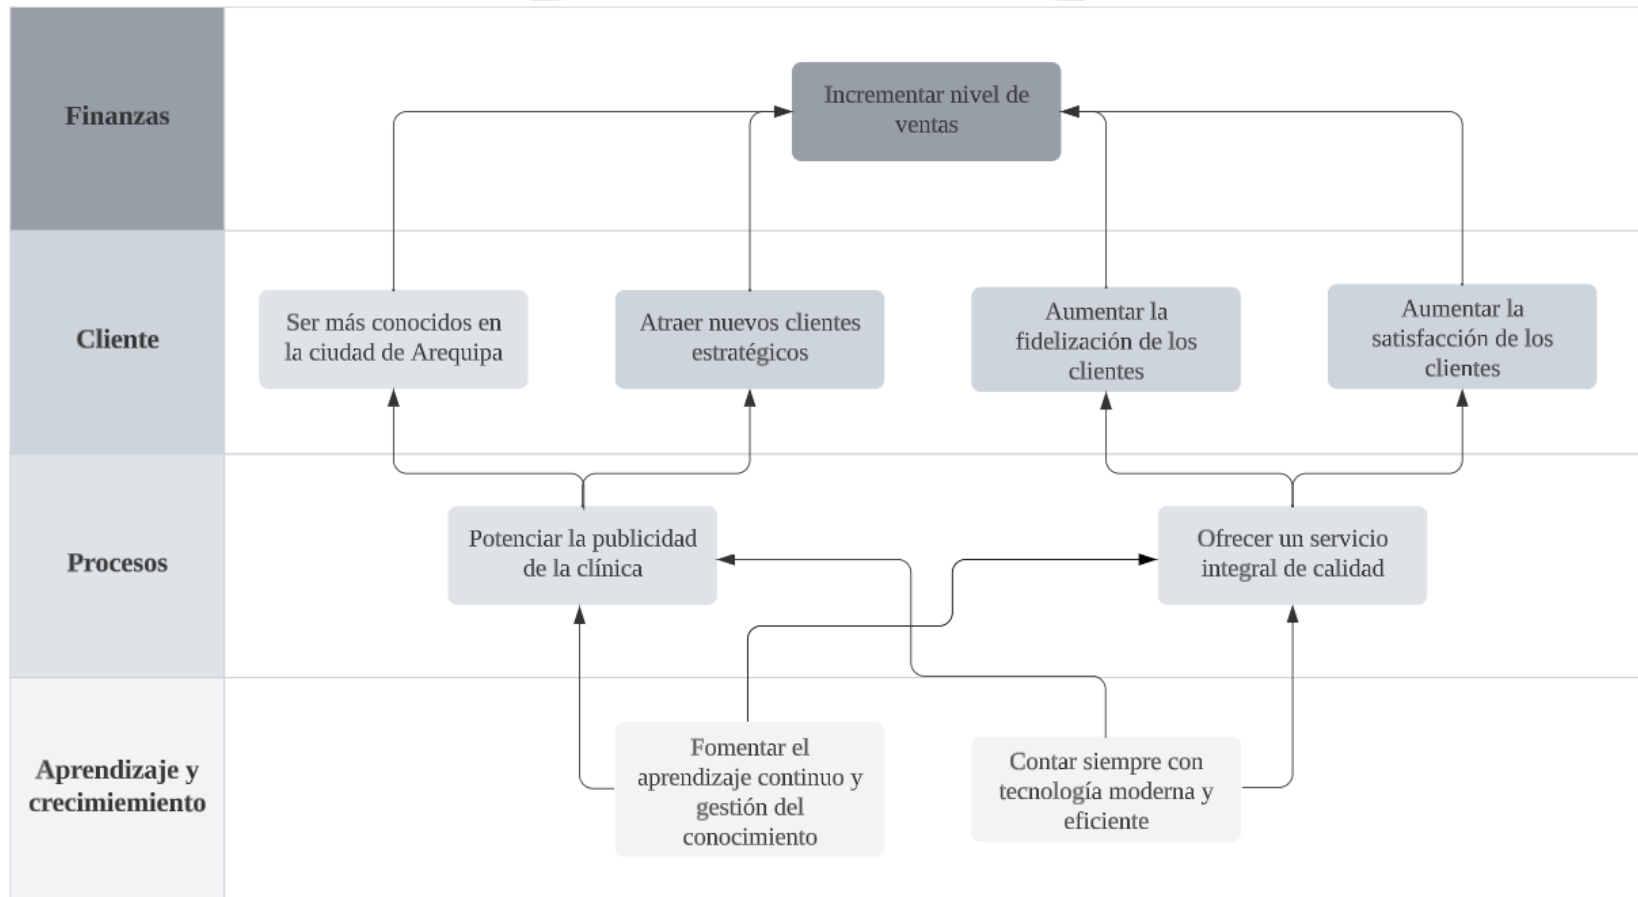 Finanzas
Incrementar nivel de
ventas
Cliente
Ser más conocidos en
la ciudad de Arequipa
Atraer nuevos clientes
estratégicos
Aumentar la
fidelización de los
clientes
Aumentar la
satisfacción de los
clientes
Procesos
Potenciar la publicidad
de la clínica
Ofrecer un servicio
integral de calidad
Aprendizaje y
crecimiemiento
Fomentar el
aprendizaje continuo y
gestión del
conocimiento
Contar siempre con
tecnología moderna y
eficiente